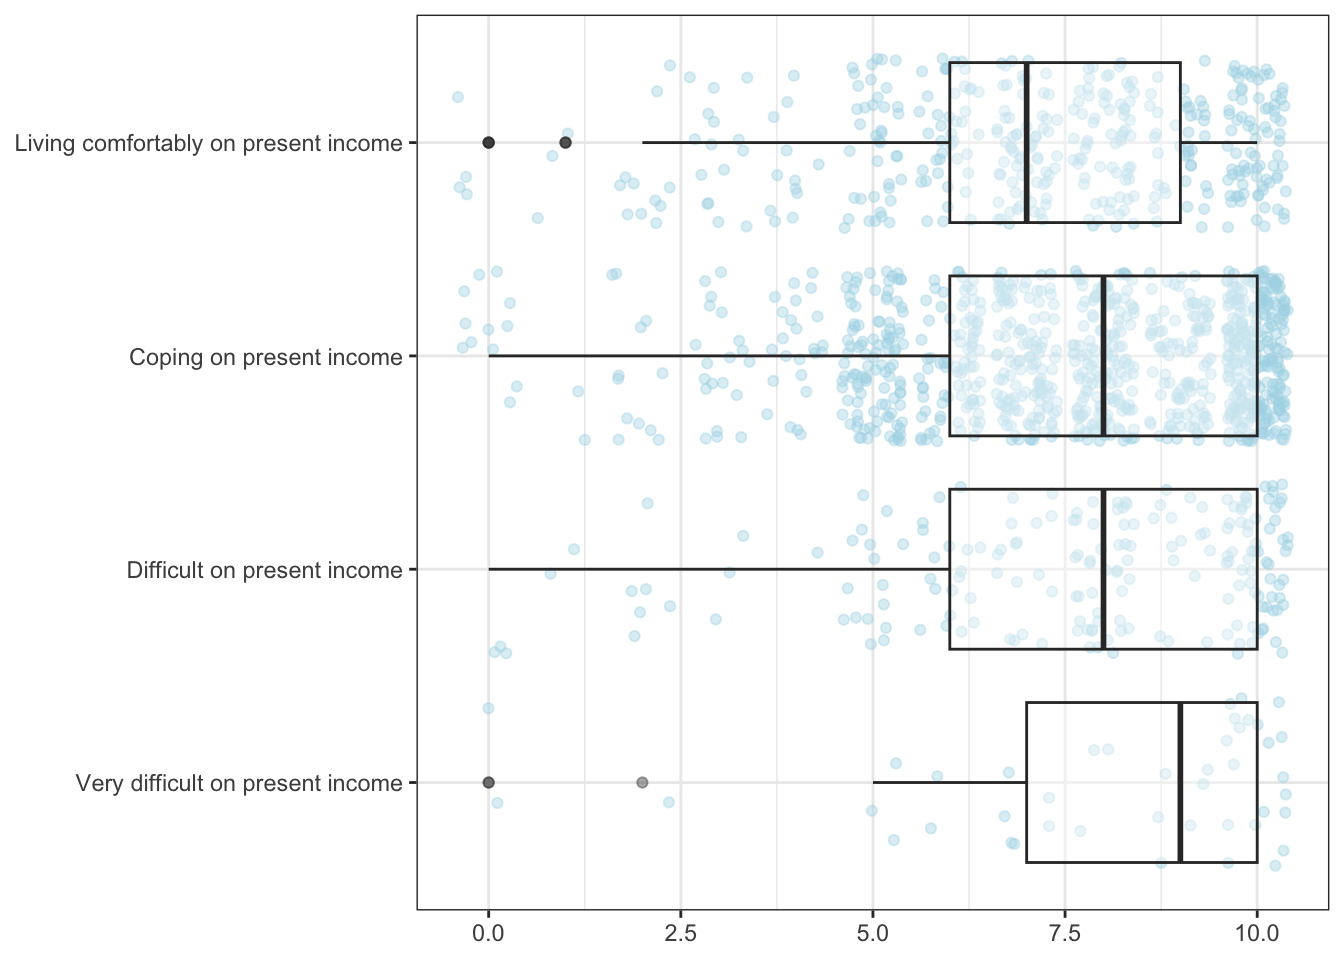 Living comfortably on present income
Coping on present income
Difficult on present income
Very difficult on present income
0.0 2.5 5.0 7.5 10.0